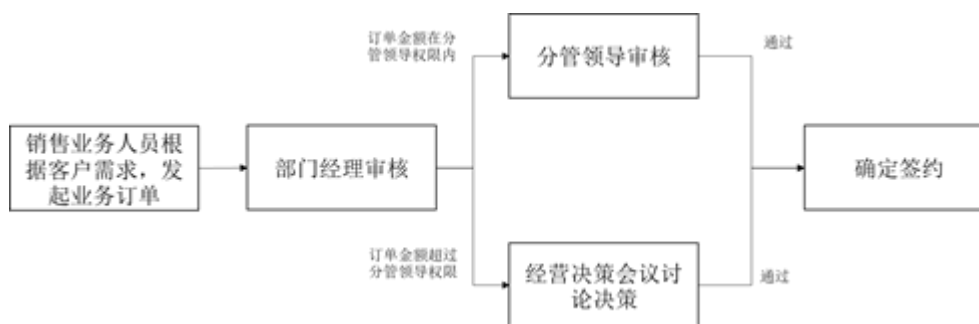 订单金额在分
管领导权限内
分管领导审核
通过
销售业务人员根
据客户需求，发
起业务订单
部门经理审核
确定签约
订单金额超过
分管领导权限
经营决策会议讨
论决策
通过